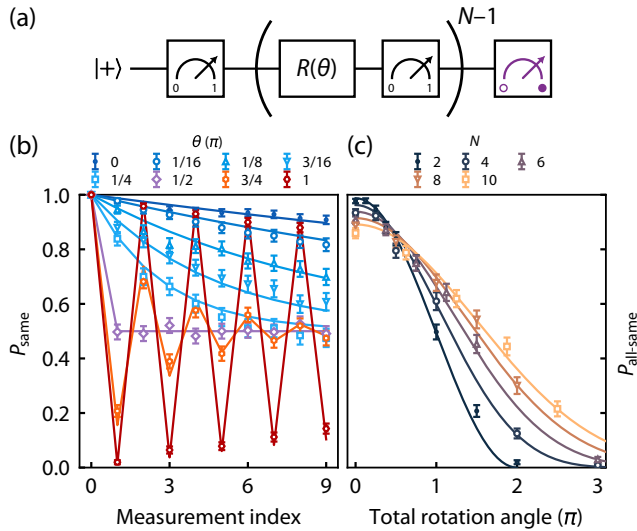 (a)
N–1
|+⟩
R(θ)
0 1
0 1
(b)
(c)
θ (π)
0 1/16 1/8 3/16
1/4 1/2 3/4 1
N
2 4 6
8 10
1.0
0.8
0.6
0.4
0.2
0.0
P_same
P_all-same
0 3 6 9
Measurement index
0 1 2 3
Total rotation angle (π)